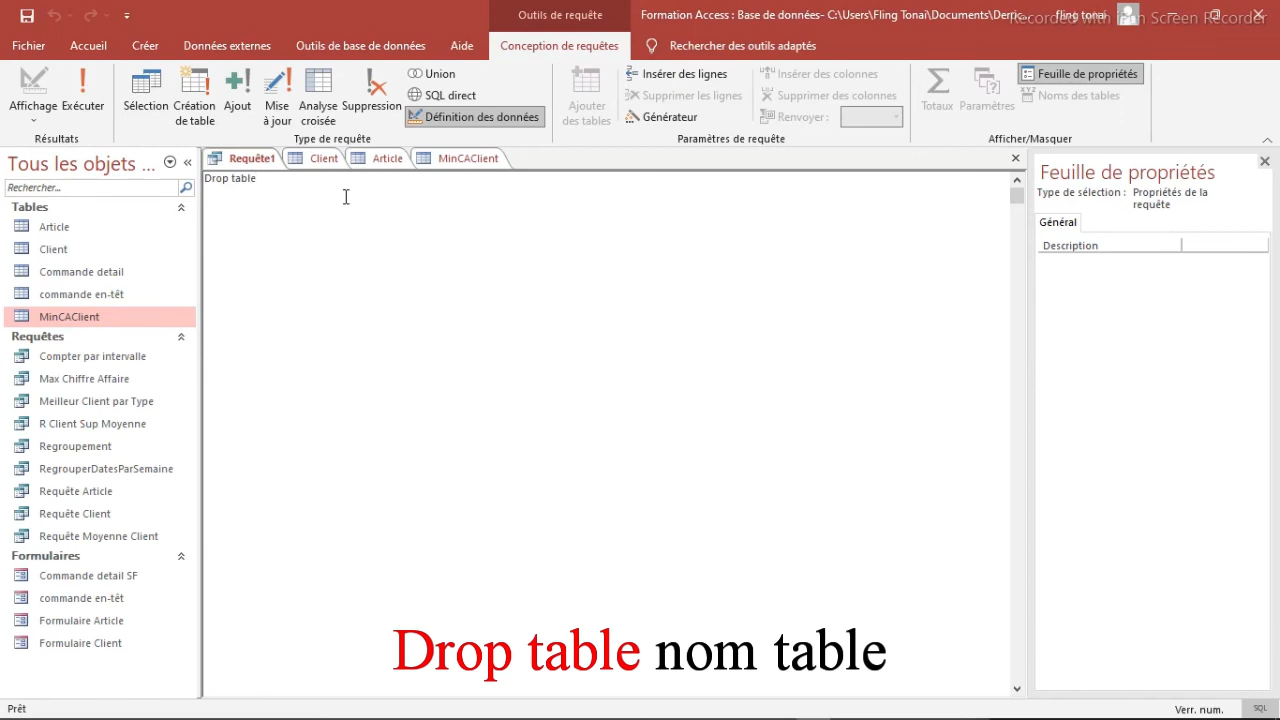 Outils de requête
Formation Access : Base de données- C:\Users\Fling Tonai\Documents\Derric...
fling tonai
Recorded with iFun Screen Recorder
Fichier
Accueil
Créer
Données externes
Outils de base de données
Aide
Conception de requêtes
Rechercher des outils adaptés
Affichage
Exécuter
Résultats
Sélection
Création
de table
Ajout
Mise
à jour
Analyse
croisée
Suppression
Union
SQL direct
Définition des données
Type de requête
Ajouter
des tables
Insérer des lignes
Supprimer les lignes
Générateur
Insérer des colonnes
Supprimer des colonnes
Renvoyer :
Paramètres de requête
Totaux
Paramètres
Feuille de propriétés
Noms des tables
Afficher/Masquer
Tous les objets ...
Rechercher...
Tables
Article
Client
Commande detail
commande en-têt
MinCAClient
Requêtes
Compter par intervalle
Max Chiffre Affaire
Meilleur Client par Type
R Client Sup Moyenne
Regroupement
RegrouperDatesParSemaine
Requête Article
Requête Client
Requête Moyenne Client
Formulaires
Commande detail SF
commande en-têt
Formulaire Article
Formulaire Client
Requête1
Client
Article
MinCAClient
Drop table
Drop table nom table
Feuille de propriétés
Type de sélection : Propriétés de la
requête
Général
Description
Prêt
Verr. num.
SQL